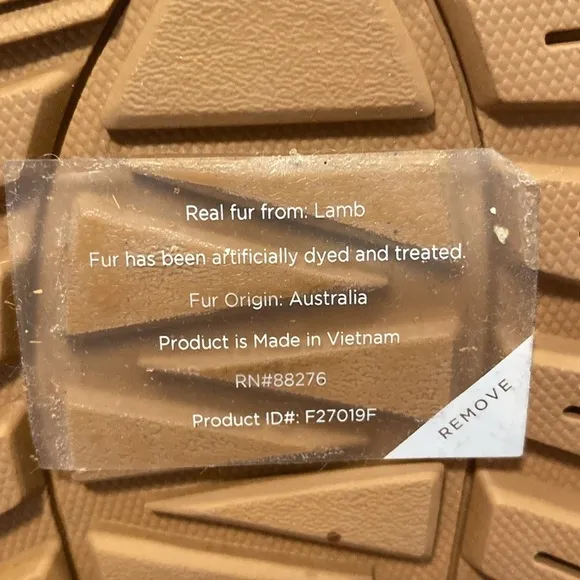 Real fur from: Lamb
Fur has been artificially dyed and treated.
Fur Origin: Australia
Product is Made in Vietnam
RN#88276
Product ID#: F27019F
REMOVE